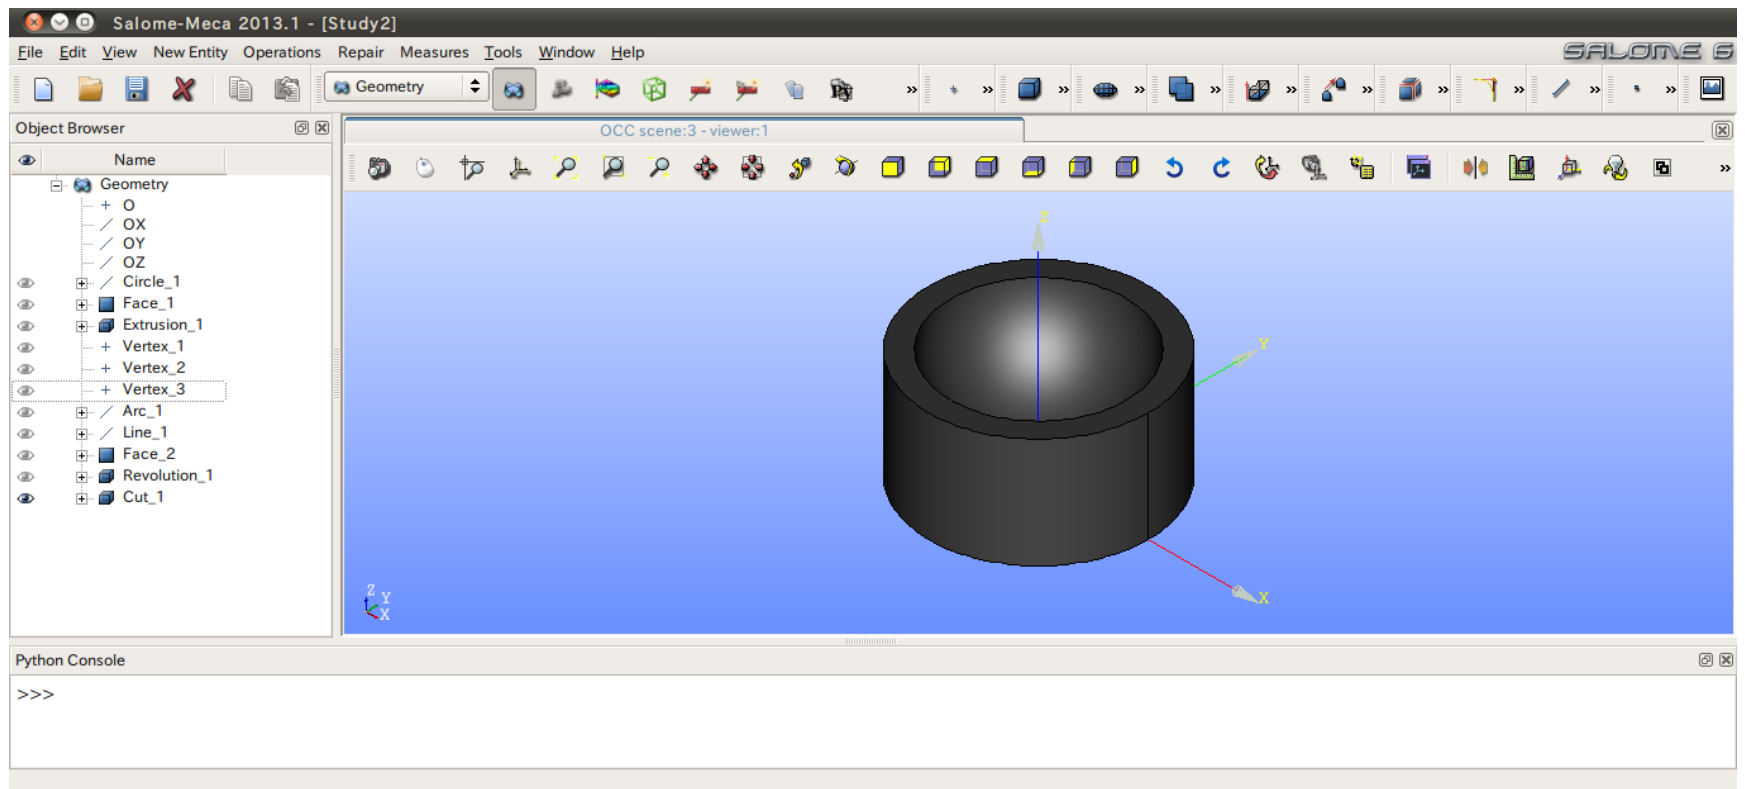 Salome-Meca 2013.1 - [Study2]
File Edit View New Entity Operations Repair Measures Tools Window Help
SALOME 6
Geometry
Object Browser
OCC scene:3 - viewer:1
Name
Geometry
O
OX
OY
OZ
Circle_1
Face_1
Extrusion_1
Vertex_1
Vertex_2
Vertex_3
Arc_1
Line_1
Face_2
Revolution_1
Cut_1
Z
Y
X
Z
Y
X
Python Console
>>>